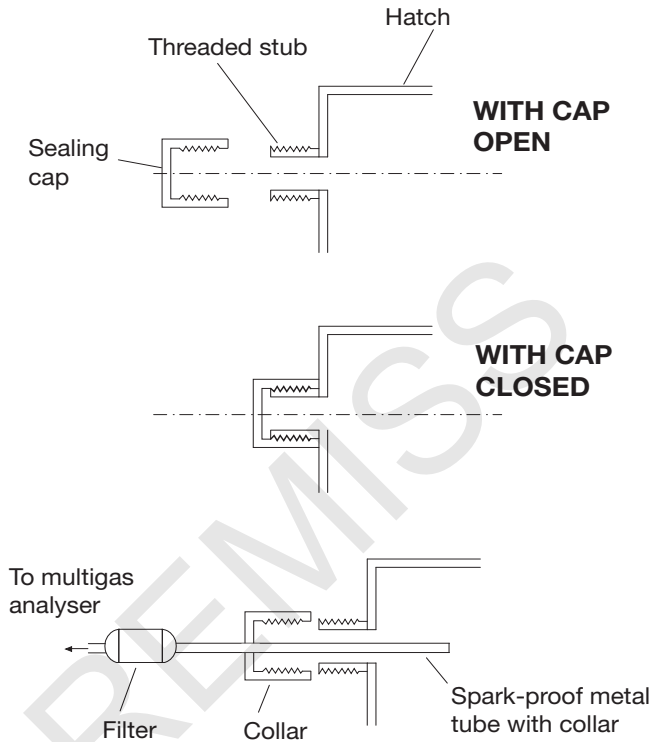 Hatch
Threaded stub
WITH CAP
OPEN
Sealing
cap
WITH CAP
CLOSED
To multigas
analyser
Spark-proof metal
tube with collar
Filter
Collar
REMISS